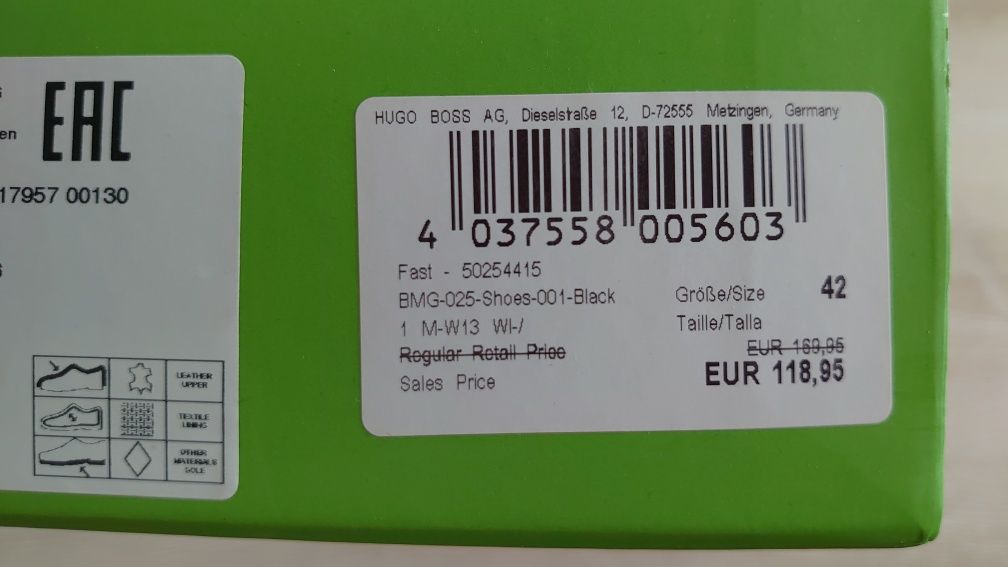 en
EAC
17957 00130
LEATHER
UPPER
TEXTILE
LINING
OTHER
MATERIALS
SOLE
HUGO BOSS AG, Dieselstraße 12, D-72555 Metzingen, Germany
4 037558 005603
Fast - 50254415
BMG-025-Shoes-001-Black
Größe/Size 42
1 M-W13 WI-/
Taille/Talla
Regular Retail Price EUR 169,95
Sales Price EUR 118,95